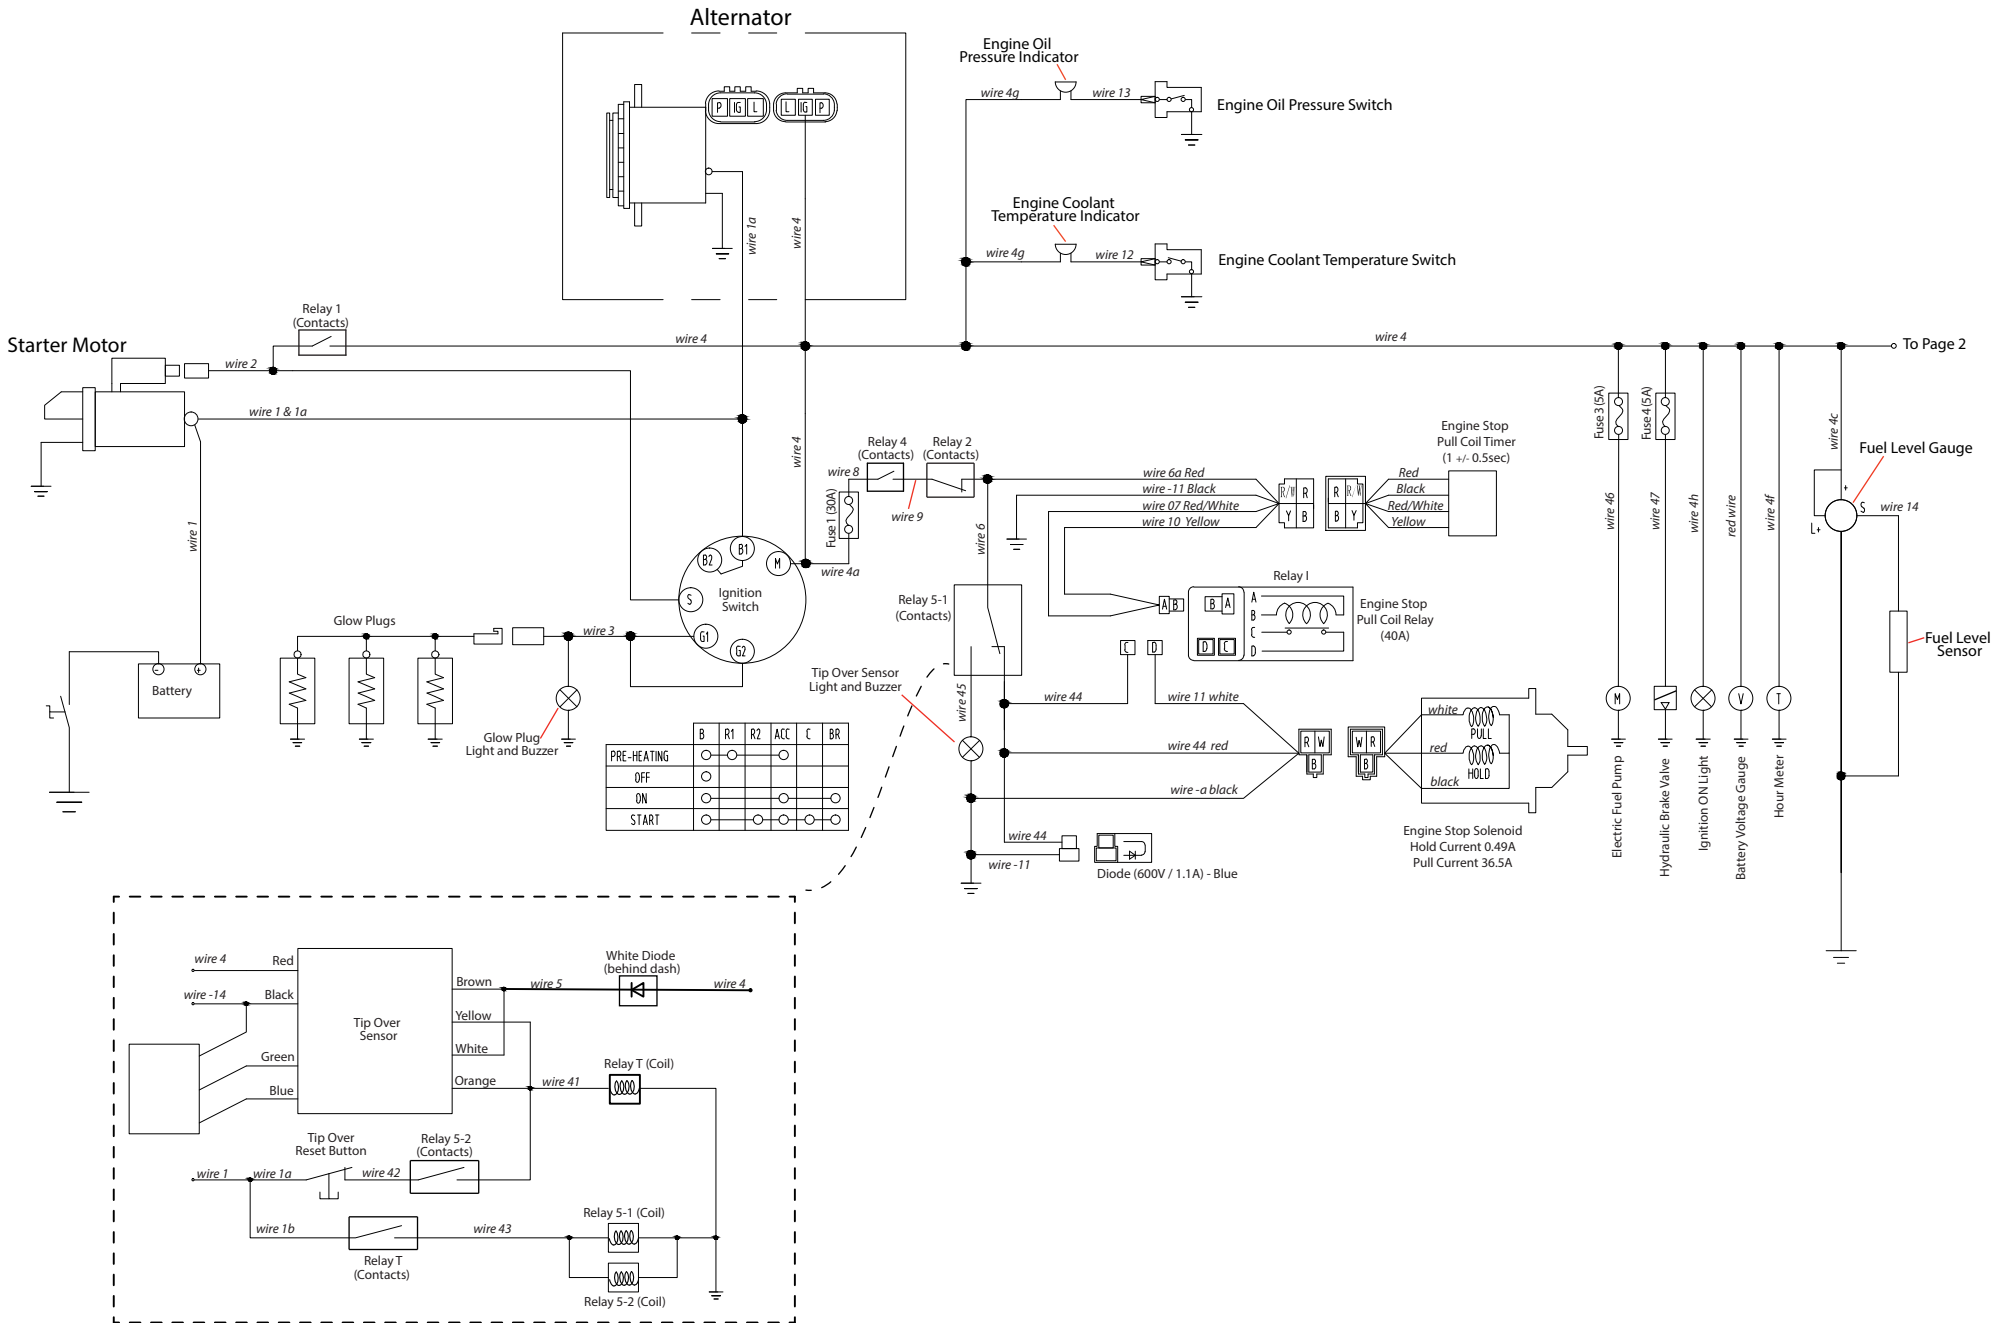 Alternator
P IG L
L IG P
wire 1a
wire 4
Engine Oil
Pressure Indicator
wire 4g
wire 13
Engine Oil Pressure Switch
Engine Coolant
Temperature Indicator
wire 4g
wire 12
Engine Coolant Temperature Switch
Relay 1
(Contacts)
Starter Motor
wire 2
wire 4
wire 4
To Page 2
wire 1 & 1a
wire 1
wire 4
Relay 4
(Contacts)
Relay 2
(Contacts)
wire 8
wire 9
Fuse 1 (30A)
wire 4a
wire 6
B2
B1
M
S
G1
G2
Ignition
Switch
wire 6a Red
wire -11 Black
wire 07 Red/White
wire 10 Yellow
R/W R
Y B
R R/W
B Y
Engine Stop
Pull Coil Timer
(1 +/- 0.5sec)
Red
Black
Red/White
Yellow
Fuse 3 (5A)
Fuse 4 (5A)
wire 46
wire 47
wire 4h
red wire
wire 4f
wire 4c
Fuel Level Gauge
+
S
L+
wire 14
Fuel Level
Sensor
Relay 5-1
(Contacts)
A B
B A
D C
A
B
C
D
Relay I
Engine Stop
Pull Coil Relay
(40A)
C
D
Glow Plugs
wire 3
-
+
Battery
Glow Plug
Light and Buzzer
Tip Over Sensor
Light and Buzzer
wire 45
wire 44
wire 11 white
wire 44 red
wire -a black
R W
B
W R
B
white
PULL
red
HOLD
black
Engine Stop Solenoid
Hold Current 0.49A
Pull Current 36.5A
wire 44
wire -11
Diode (600V / 1.1A) - Blue
M
V
T
Electric Fuel Pump
Hydraulic Brake Valve
Ignition ON Light
Battery Voltage Gauge
Hour Meter
B R1 R2 ACC C BR
PRE-HEATING
OFF
ON
START
wire 4
Red
wire -14
Black
Green
Blue
Tip Over
Sensor
Brown
Yellow
White
Orange
wire 5
White Diode
(behind dash)
wire 4
wire 41
Relay T (Coil)
Tip Over
Reset Button
Relay 5-2
(Contacts)
wire 1
wire 1a
wire 42
wire 1b
Relay T
(Contacts)
wire 43
Relay 5-1 (Coil)
Relay 5-2 (Coil)